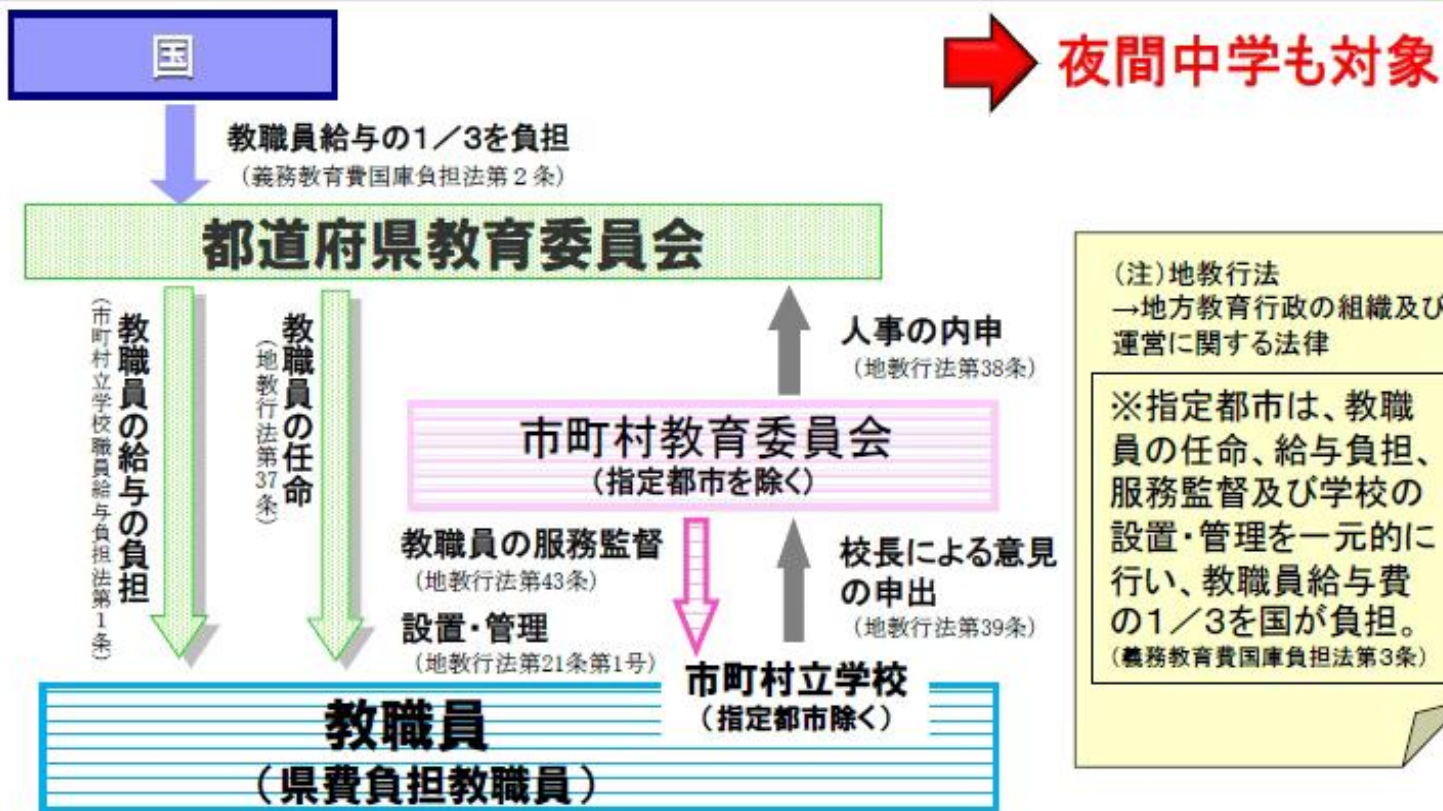 国
夜間中学も対象
教職員給与の1／3を負担
（義務教育費国庫負担法第２条）
都道府県教育委員会
教職員の給与の負担
（市町村立学校職員給与負担法第１条）
教職員の任命
（地教行法第37条）
人事の内申
（地教行法第38条）
市町村教育委員会
（指定都市を除く）
教職員の服務監督
（地教行法第43条）
設置・管理
（地教行法第21条第1号）
校長による意見
の申出
（地教行法第39条）
市町村立学校
（指定都市除く）
教職員
（県費負担教職員）
（注）地教行法
→地方教育行政の組織及び
運営に関する法律
※指定都市は、教職
員の任命、給与負担、
服務監督及び学校の
設置・管理を一元的に
行い、教職員給与費
の1／3を国が負担。
（義務教育費国庫負担法第3条）